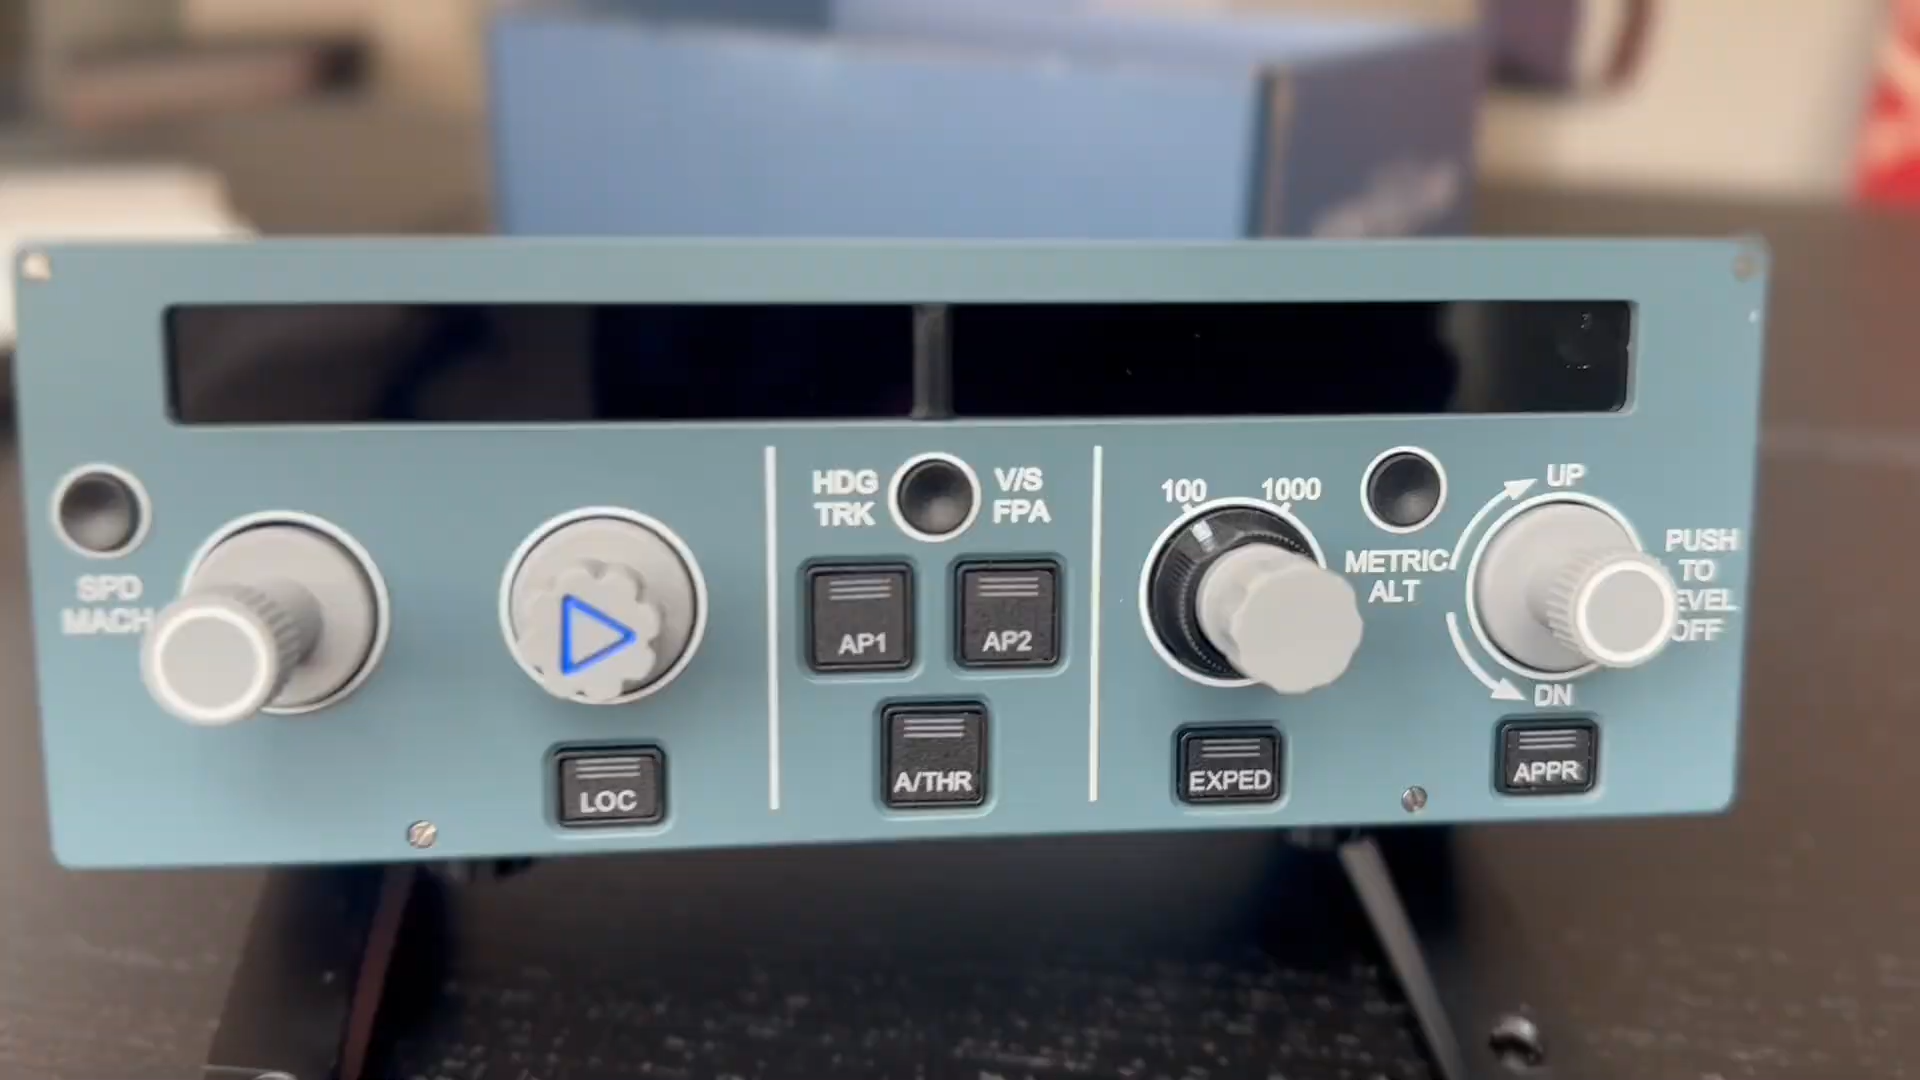 SPD
MACH
HDG
TRK
V/S
FPA
AP1
AP2
A/THR
LOC
100
1000
METRIC
ALT
UP
PUSH
TO
EVEL
OFF
DN
EXPED
APPR